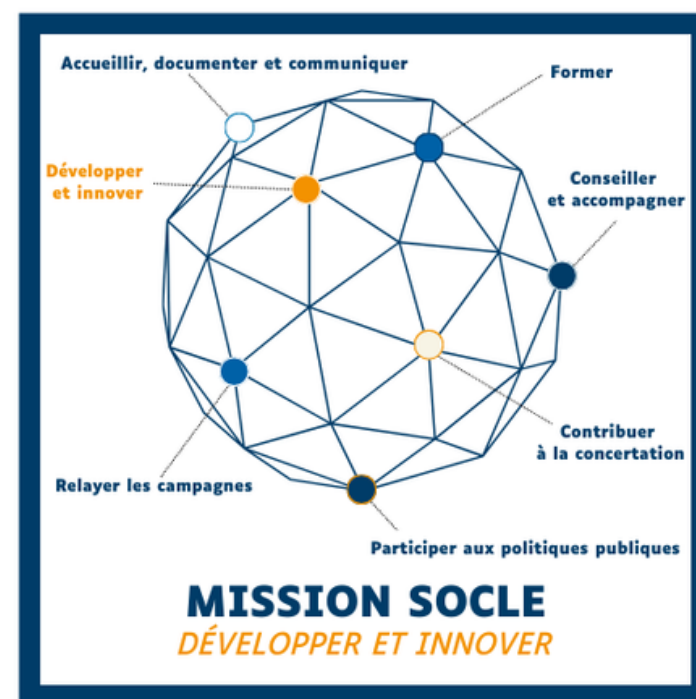 Accueillir, documenter et communiquer
Former
Développer
et innover
Conseiller
et accompagner
Contribuer
à la concertation
Relayer les campagnes
Participer aux politiques publiques
MISSION SOCLE
DÉVELOPPER ET INNOVER